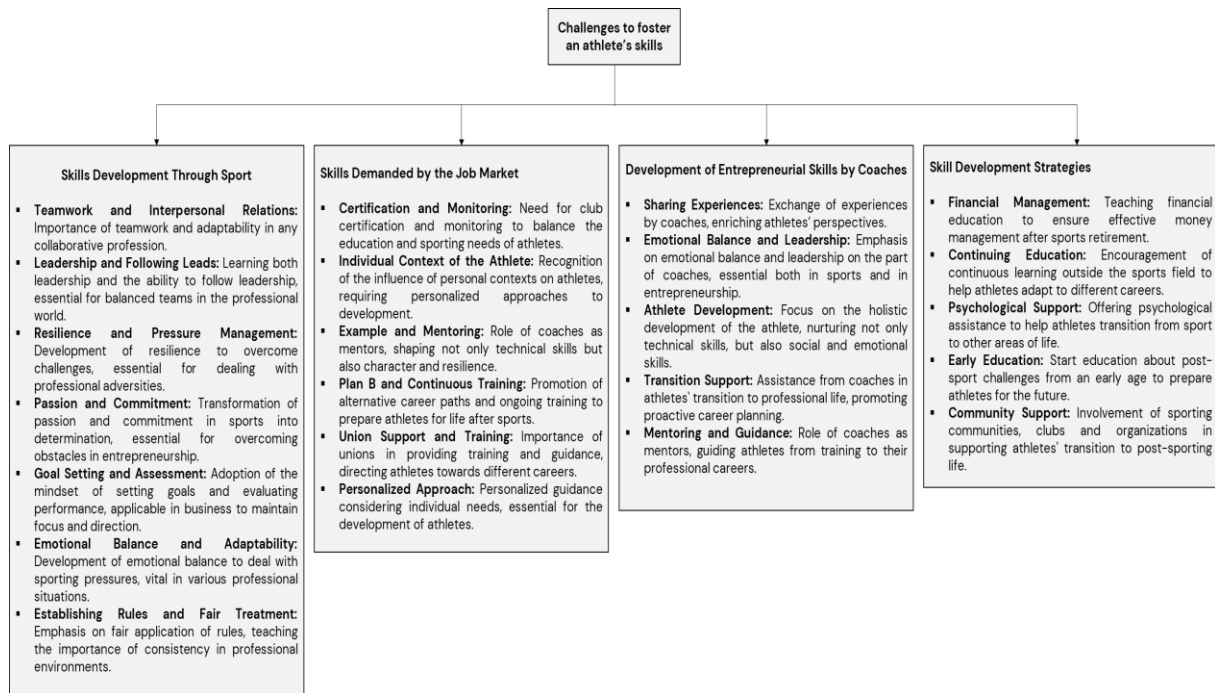 Challenges to foster
an athlete's skills
Skills Development Through Sport
▪ Teamwork and Interpersonal Relations:
Importance of teamwork and adaptability in any
collaborative profession.
▪ Leadership and Following Leads: Learning both
leadership and the ability to follow leadership,
essential for balanced teams in the professional
world.
▪ Resilience and Pressure Management:
Development of resilience to overcome
challenges, essential for dealing with
professional adversities.
▪ Passion and Commitment: Transformation of
passion and commitment in sports into
determination, essential for overcoming
obstacles in entrepreneurship.
▪ Goal Setting and Assessment: Adoption of the
mindset of setting goals and evaluating
performance, applicable in business to maintain
focus and direction.
▪ Emotional Balance and Adaptability:
Development of emotional balance to deal with
sporting pressures, vital in various professional
situations.
▪ Establishing Rules and Fair Treatment:
Emphasis on fair application of rules, teaching
the importance of consistency in professional
environments.
Skills Demanded by the Job Market
▪ Certification and Monitoring: Need for club
certification and monitoring to balance the
education and sporting needs of athletes.
▪ Individual Context of the Athlete: Recognition
of the influence of personal contexts on athletes,
requiring personalized approaches to
development.
▪ Example and Mentoring: Role of coaches as
mentors, shaping not only technical skills but
also character and resilience.
▪ Plan B and Continuous Training: Promotion of
alternative career paths and ongoing training to
prepare athletes for life after sports.
▪ Union Support and Training: Importance of
unions in providing training and guidance,
directing athletes towards different careers.
▪ Personalized Approach: Personalized guidance
considering individual needs, essential for the
development of athletes.
Development of Entrepreneurial Skills by Coaches
▪ Sharing Experiences: Exchange of experiences
by coaches, enriching athletes' perspectives.
▪ Emotional Balance and Leadership: Emphasis
on emotional balance and leadership on the part
of coaches, essential both in sports and in
entrepreneurship.
▪ Athlete Development: Focus on the holistic
development of the athlete, nurturing not only
technical skills, but also social and emotional
skills.
▪ Transition Support: Assistance from coaches in
athletes' transition to professional life, promoting
proactive career planning.
▪ Mentoring and Guidance: Role of coaches as
mentors, guiding athletes from training to their
professional careers.
Skill Development Strategies
▪ Financial Management: Teaching financial
education to ensure effective money
management after sports retirement.
▪ Continuing Education: Encouragement of
continuous learning outside the sports field to
help athletes adapt to different careers.
▪ Psychological Support: Offering psychological
assistance to help athletes transition from sport
to other areas of life.
▪ Early Education: Start education about post-
sport challenges from an early age to prepare
athletes for the future.
▪ Community Support: Involvement of sporting
communities, clubs and organizations in
supporting athletes' transition to post-sporting
life.